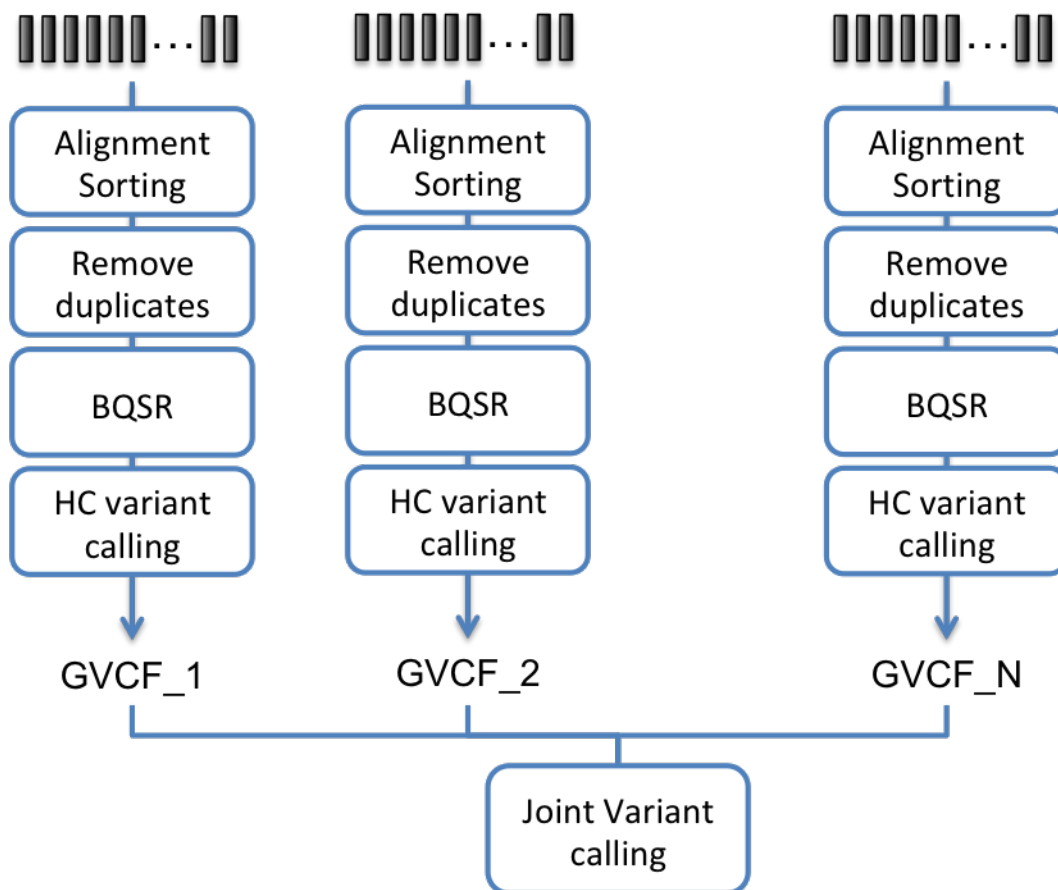 ...
...
...
Alignment
Sorting
Remove
duplicates
BQSR
HC variant
calling
GVCF_1
Alignment
Sorting
Remove
duplicates
BQSR
HC variant
calling
GVCF_2
Alignment
Sorting
Remove
duplicates
BQSR
HC variant
calling
GVCF_N
Joint Variant
calling